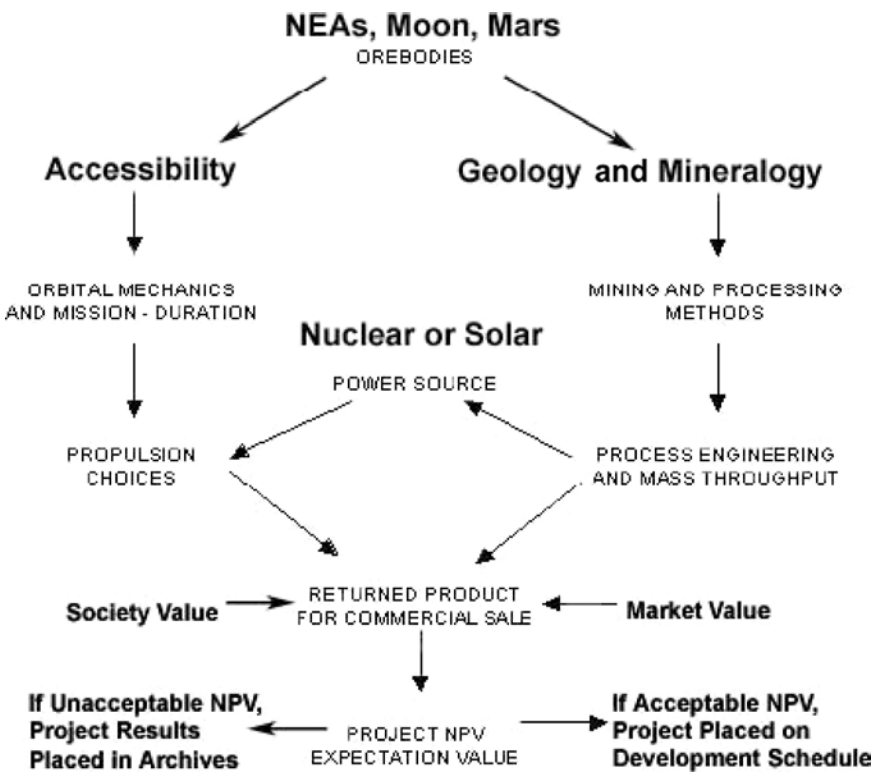 NEAs, Moon, Mars
OREBODIES
Accessibility
Geology and Mineralogy
ORBITAL MECHANICS
AND MISSION - DURATION
MINING AND PROCESSING
METHODS
Nuclear or Solar
POWER SOURCE
PROPULSION
CHOICES
PROCESS ENGINEERING
AND MASS THROUGHPUT
Society Value
RETURNED PRODUCT
FOR COMMERCIAL SALE
Market Value
If Unacceptable NPV,
Project Results
Placed in Archives
PROJECT NPV
EXPECTATION VALUE
If Acceptable NPV,
Project Placed on
Development Schedule